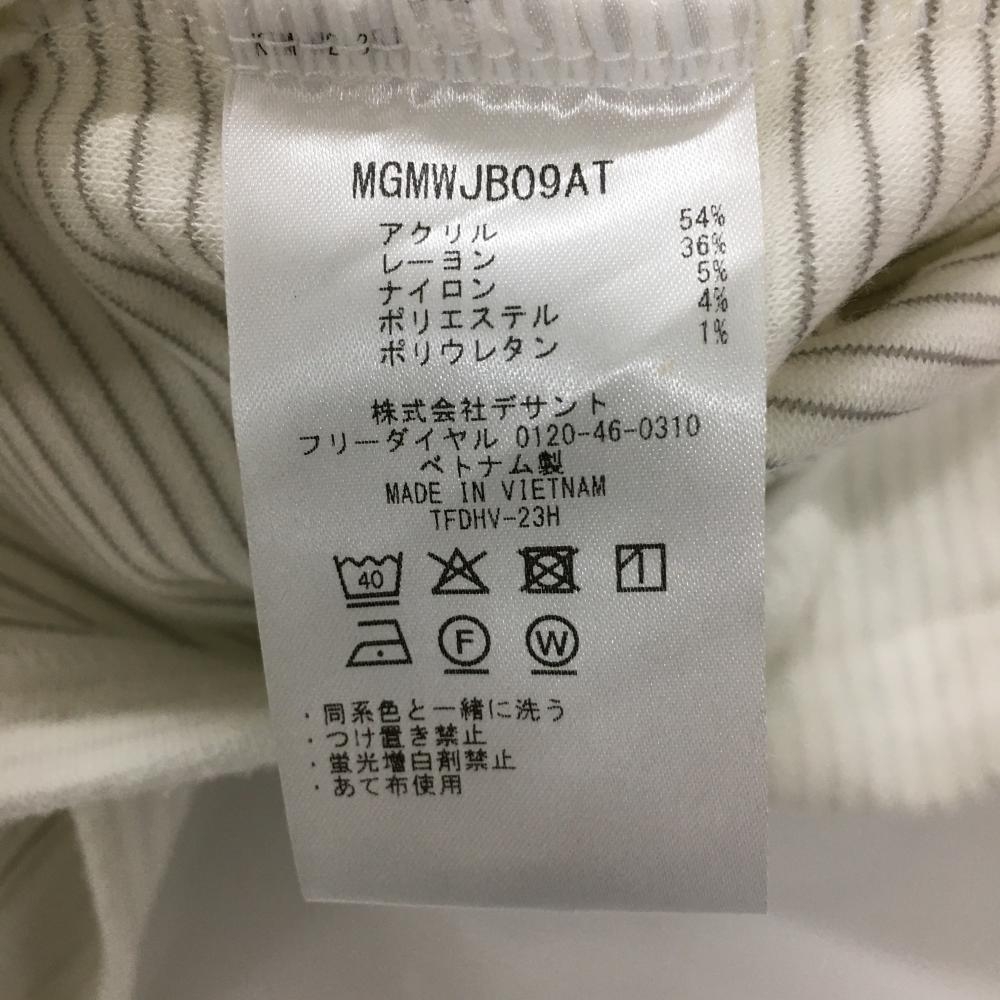 MGMWJB09AT
アクリル 54%
レーヨン 36%
ナイロン 5%
ポリエステル 4%
ポリウレタン 1%
株式会社デサント
フリーダイヤル 0120-46-0310
ベトナム製
MADE IN VIETNAM
TFDHV-23H
40
F W
・同系色と一緒に洗う
・つけ置き禁止
・蛍光増白剤禁止
・あて布使用